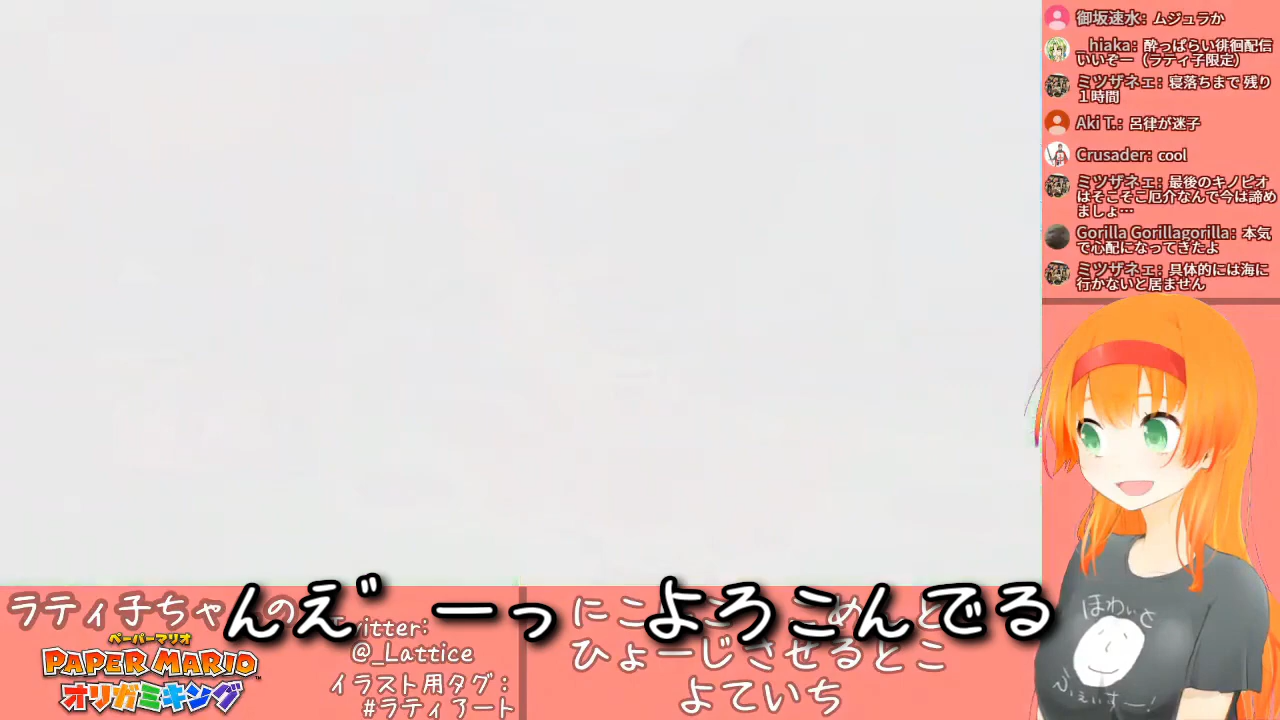 御坂速水: ムジュラか
_hiaka: 酔っぱらい徘徊配信
いいぞー(ラティ子限定)
ミツザネェ: 寝落ちまで 残り
1時間
Aki T.: 呂律が迷子
Crusader: cool
ミツザネェ: 最後のキノピオ
はそこそこ厄介なんで今は諦め
ましょ…
Gorilla Gorillagorilla: 本気
で心配になってきたよ
ミツザネェ: 具体的には海に
行かないと居ません
んえ゛ーっ よろこんでる
ラティ子ちゃ
の
ペーパーマリオ
PAPER MARIO
オリガミキング
itter:
@_Lattice
イラスト用タグ:
#ラティアート
にこ
め
と
ひょーじさせるとこ
よていち
ほわいさ
びぇいすー!